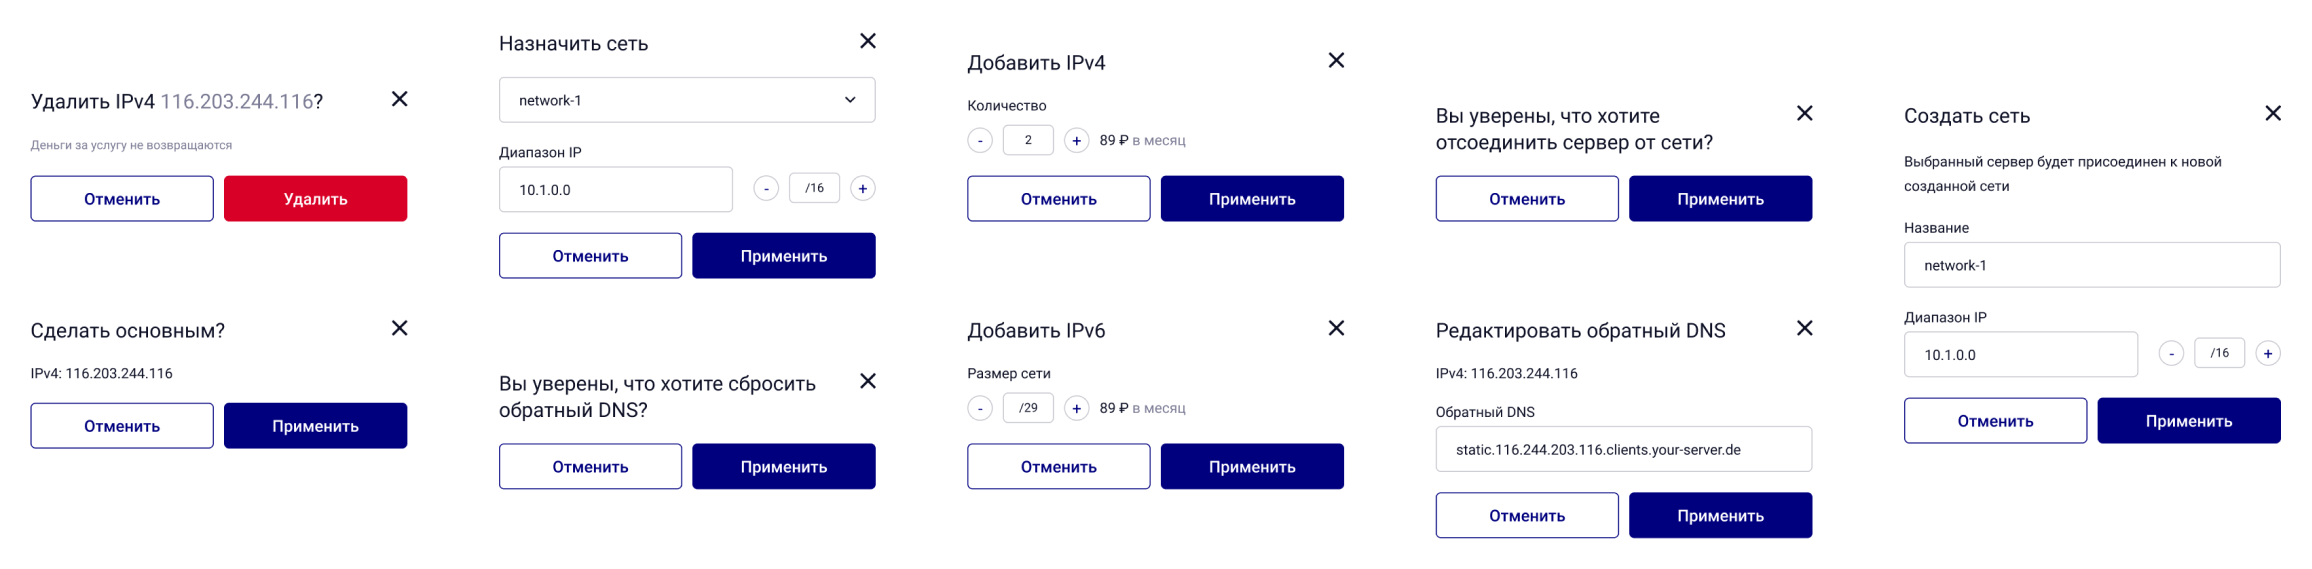 Удалить IPv4 116.203.244.116?
Деньги за услугу не возвращаются
Отменить
Удалить
Сделать основным?
IPv4: 116.203.244.116
Отменить
Применить
Назначить сеть
network-1
Диапазон IP
10.1.0.0
-
/16
+
Отменить
Применить
Вы уверены, что хотите сбросить
обратный DNS?
Отменить
Применить
Добавить IPv4
Количество
-
2
+
89 ₽ в месяц
Отменить
Применить
Добавить IPv6
Размер сети
-
/29
+
89 ₽ в месяц
Отменить
Применить
Вы уверены, что хотите
отсоединить сервер от сети?
Отменить
Применить
Редактировать обратный DNS
IPv4: 116.203.244.116
Обратный DNS
static.116.244.203.116.clients.your-server.de
Отменить
Применить
Создать сеть
Выбранный сервер будет присоединен к новой
созданной сети
Название
network-1
Диапазон IP
10.1.0.0
-
/16
+
Отменить
Применить